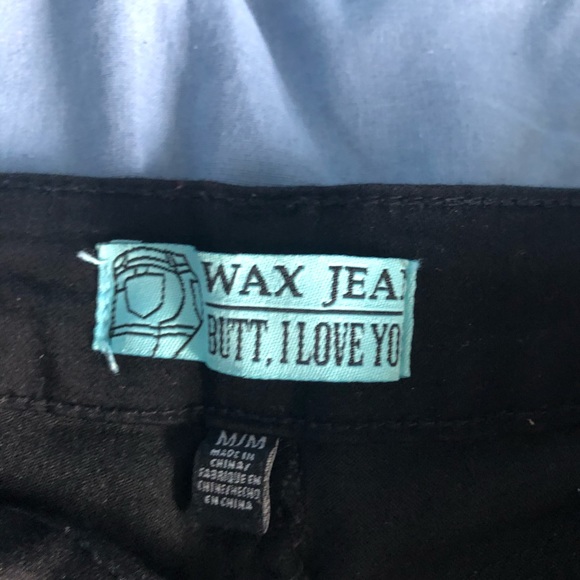 WAX JEA
BUTT, I LOVE YO
M/M
MADE IN
CHINA/
FABRIQUE EN
CHINE/HECHO
EN CHINA